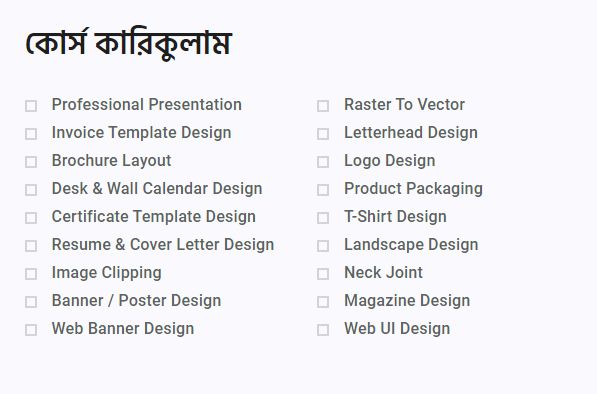 কোর্স কারিকুলাম
Professional Presentation
Invoice Template Design
Brochure Layout
Desk & Wall Calendar Design
Certificate Template Design
Resume & Cover Letter Design
Image Clipping
Banner / Poster Design
Web Banner Design
Raster To Vector
Letterhead Design
Logo Design
Product Packaging
T-Shirt Design
Landscape Design
Neck Joint
Magazine Design
Web UI Design